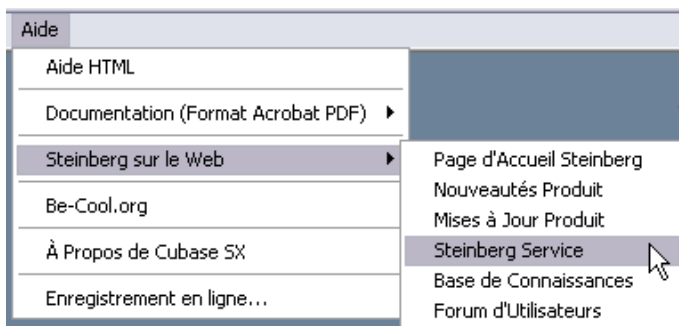 Aide
Aide HTML
Documentation (Format Acrobat PDF)
Steinberg sur le Web
Be-Cool.org
À Propos de Cubase SX
Enregistrement en ligne...
Page d'Accueil Steinberg
Nouveautés Produit
Mises à Jour Produit
Steinberg Service
Base de Connaissances
Forum d'Utilisateurs